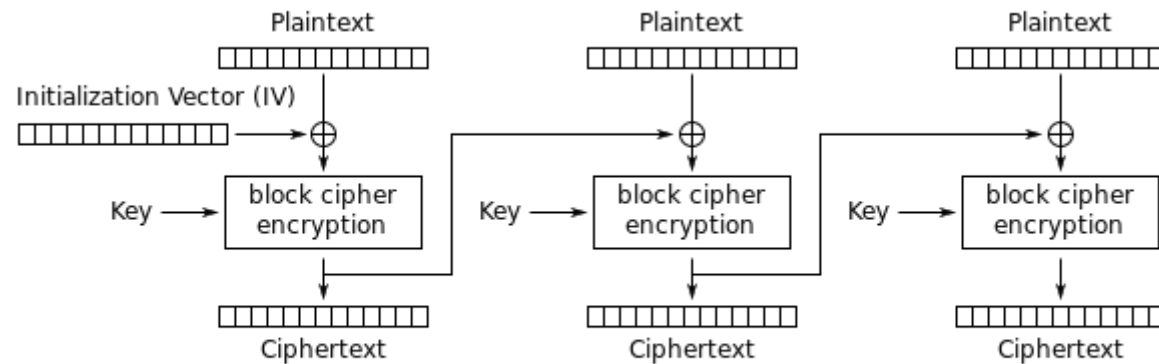 Plaintext
Plaintext
Plaintext
Initialization Vector (IV)
Key
block cipher
encryption
Key
block cipher
encryption
Key
block cipher
encryption
Ciphertext
Ciphertext
Ciphertext